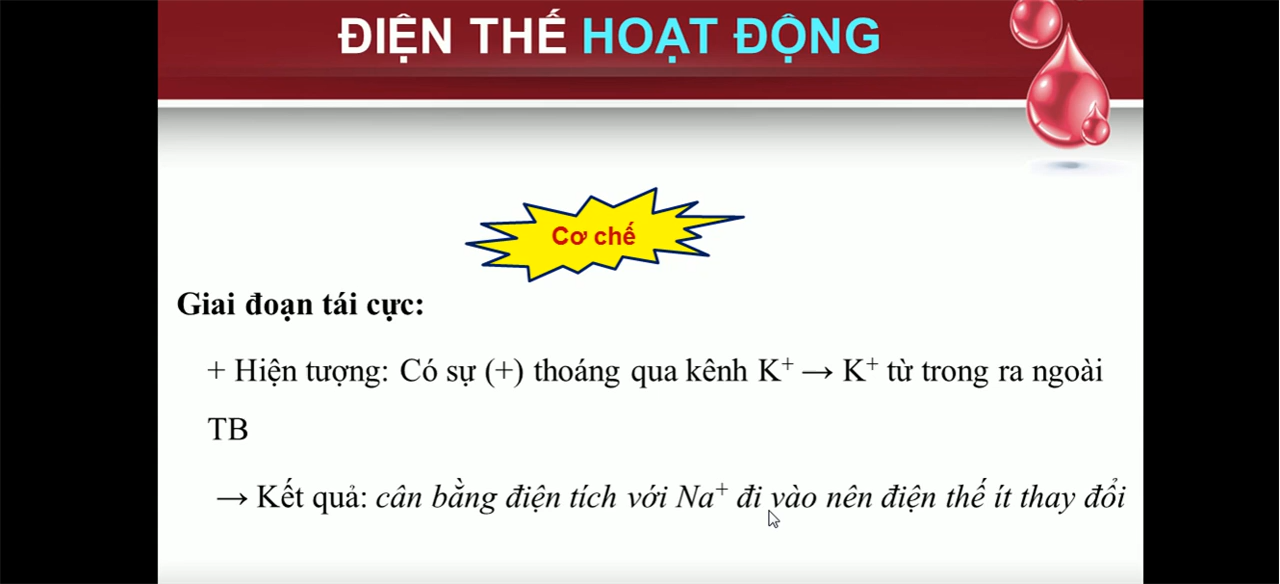 ĐIỆN THẾ HOẠT ĐỘNG
Cơ chế
Giai đoạn tái cực:
+ Hiện tượng: Có sự (+) thoáng qua kênh K⁺ → K⁺ từ trong ra ngoài
TB
→ Kết quả: cân bằng điện tích với Na⁺ đi vào nên điện thế ít thay đổi